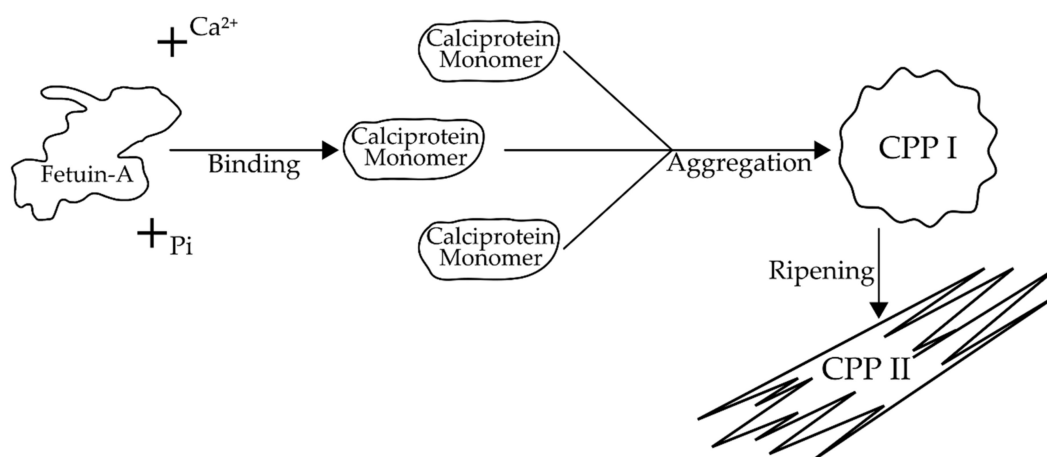 Ca²⁺
Calciprotein
Monomer
Fetuin-A
Binding
Calciprotein
Monomer
Aggregation
CPP I
Pi
Calciprotein
Monomer
Ripening
CPP II